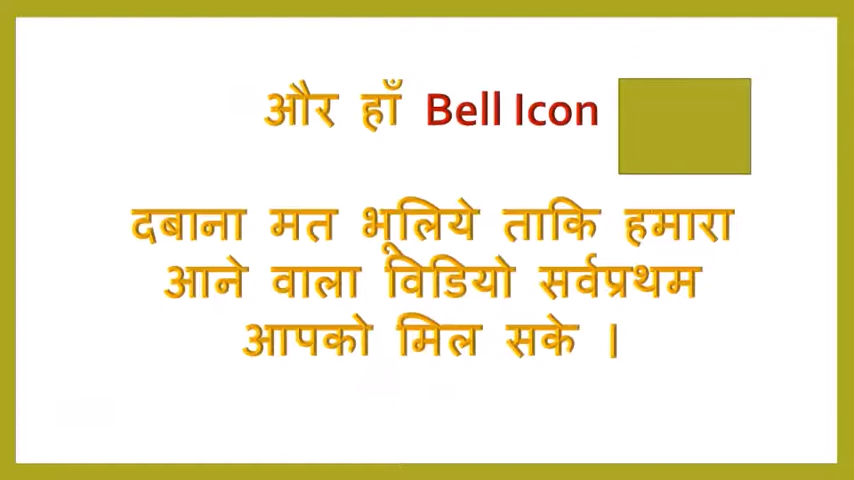 और हाँ Bell Icon
दबाना मत भूलिये ताकि हमारा
आने वाला विडियो सर्वप्रथम
आपको मिल सके ।